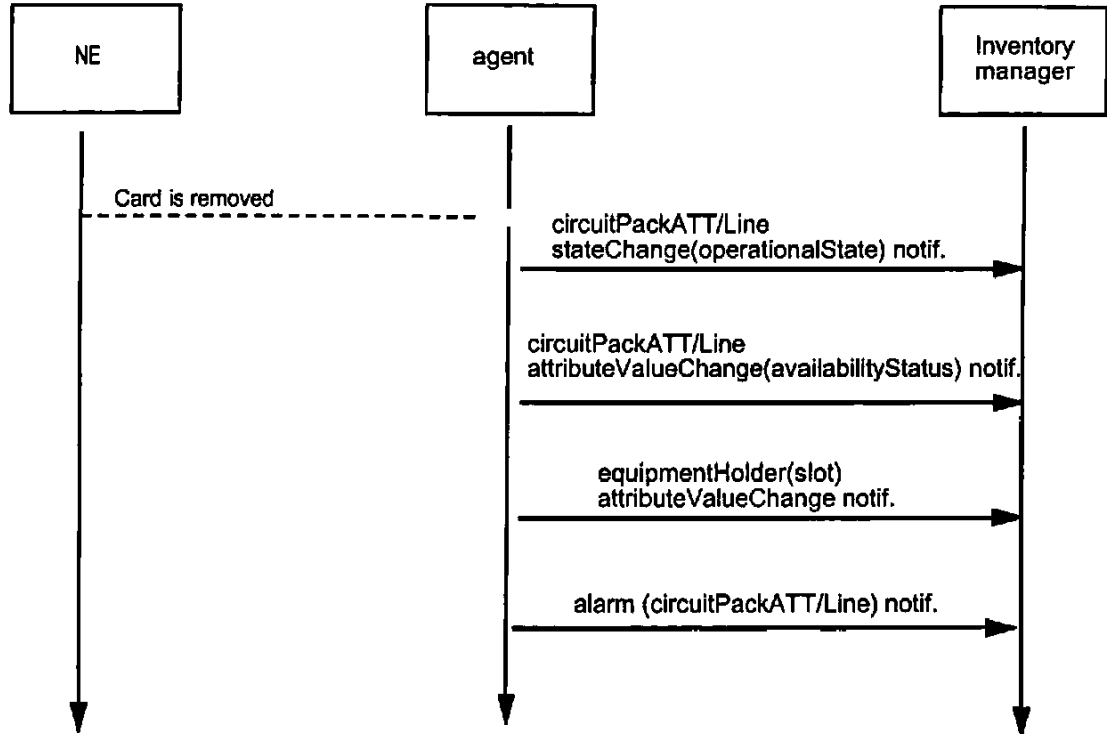 NE
agent
Inventory
manager
Card is removed
circuitPackATT/Line
stateChange(operationalState) notif.
circuitPackATT/Line
attributeValueChange(availabilityStatus) notif.
equipmentHolder(slot)
attributeValueChange notif.
alarm (circuitPackATT/Line) notif.